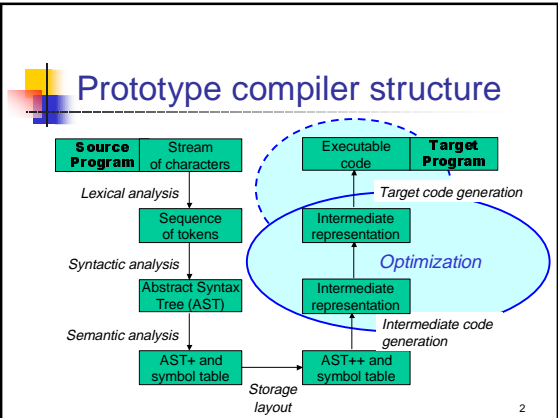 Prototype compiler structure
Source
Program
Stream
of characters
Lexical analysis
Sequence
of tokens
Syntactic analysis
Abstract Syntax
Tree (AST)
Semantic analysis
AST+ and
symbol table
Storage
layout
AST++ and
symbol table
Intermediate code
generation
Intermediate
representation
Optimization
Intermediate
representation
Target code generation
Executable
code
Target
Program
2